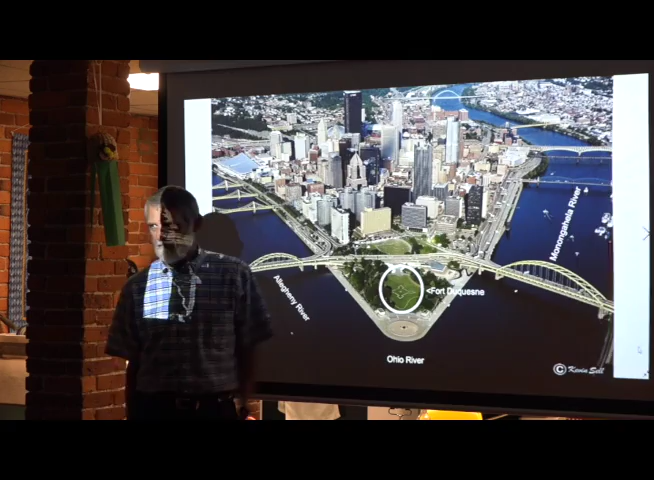 Monongahela River
<Fort Duquesne
Allegheny River
Ohio River
© Kevin Sell